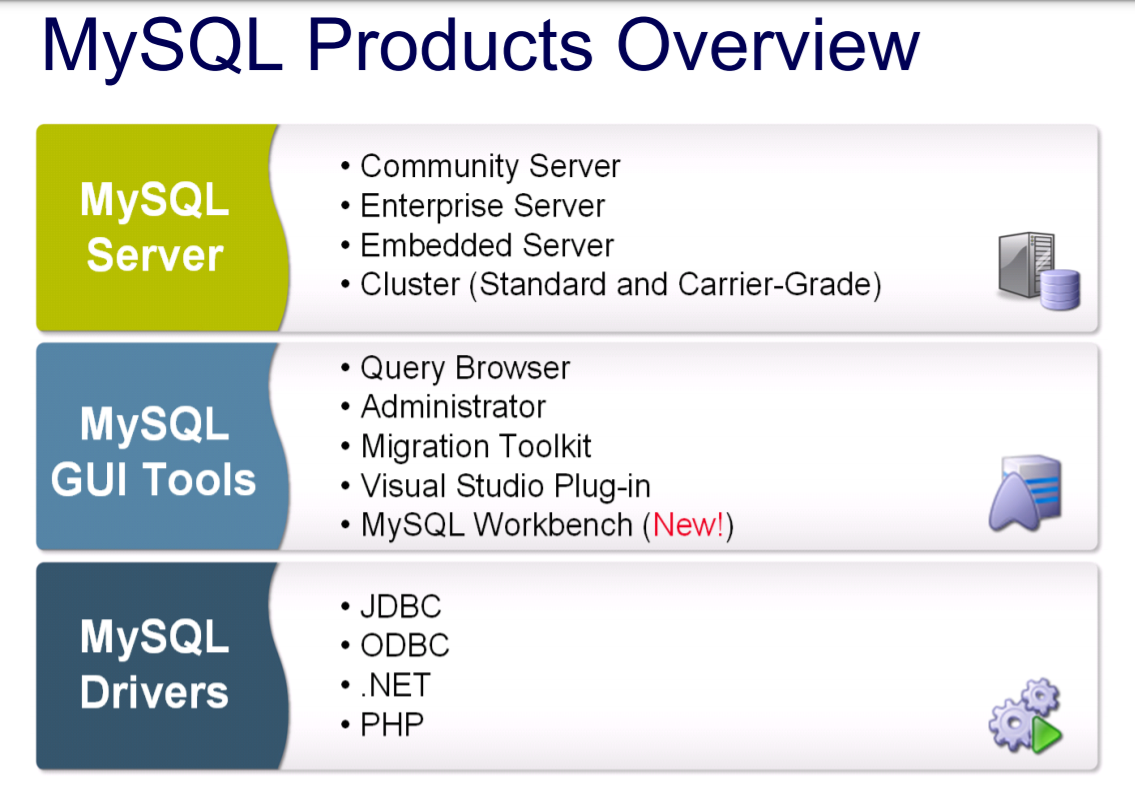 MySQL Products Overview
MySQL
Server
• Community Server
• Enterprise Server
• Embedded Server
• Cluster (Standard and Carrier-Grade)
MySQL
GUI Tools
• Query Browser
• Administrator
• Migration Toolkit
• Visual Studio Plug-in
• MySQL Workbench (New!)
MySQL
Drivers
• JDBC
• ODBC
• .NET
• PHP